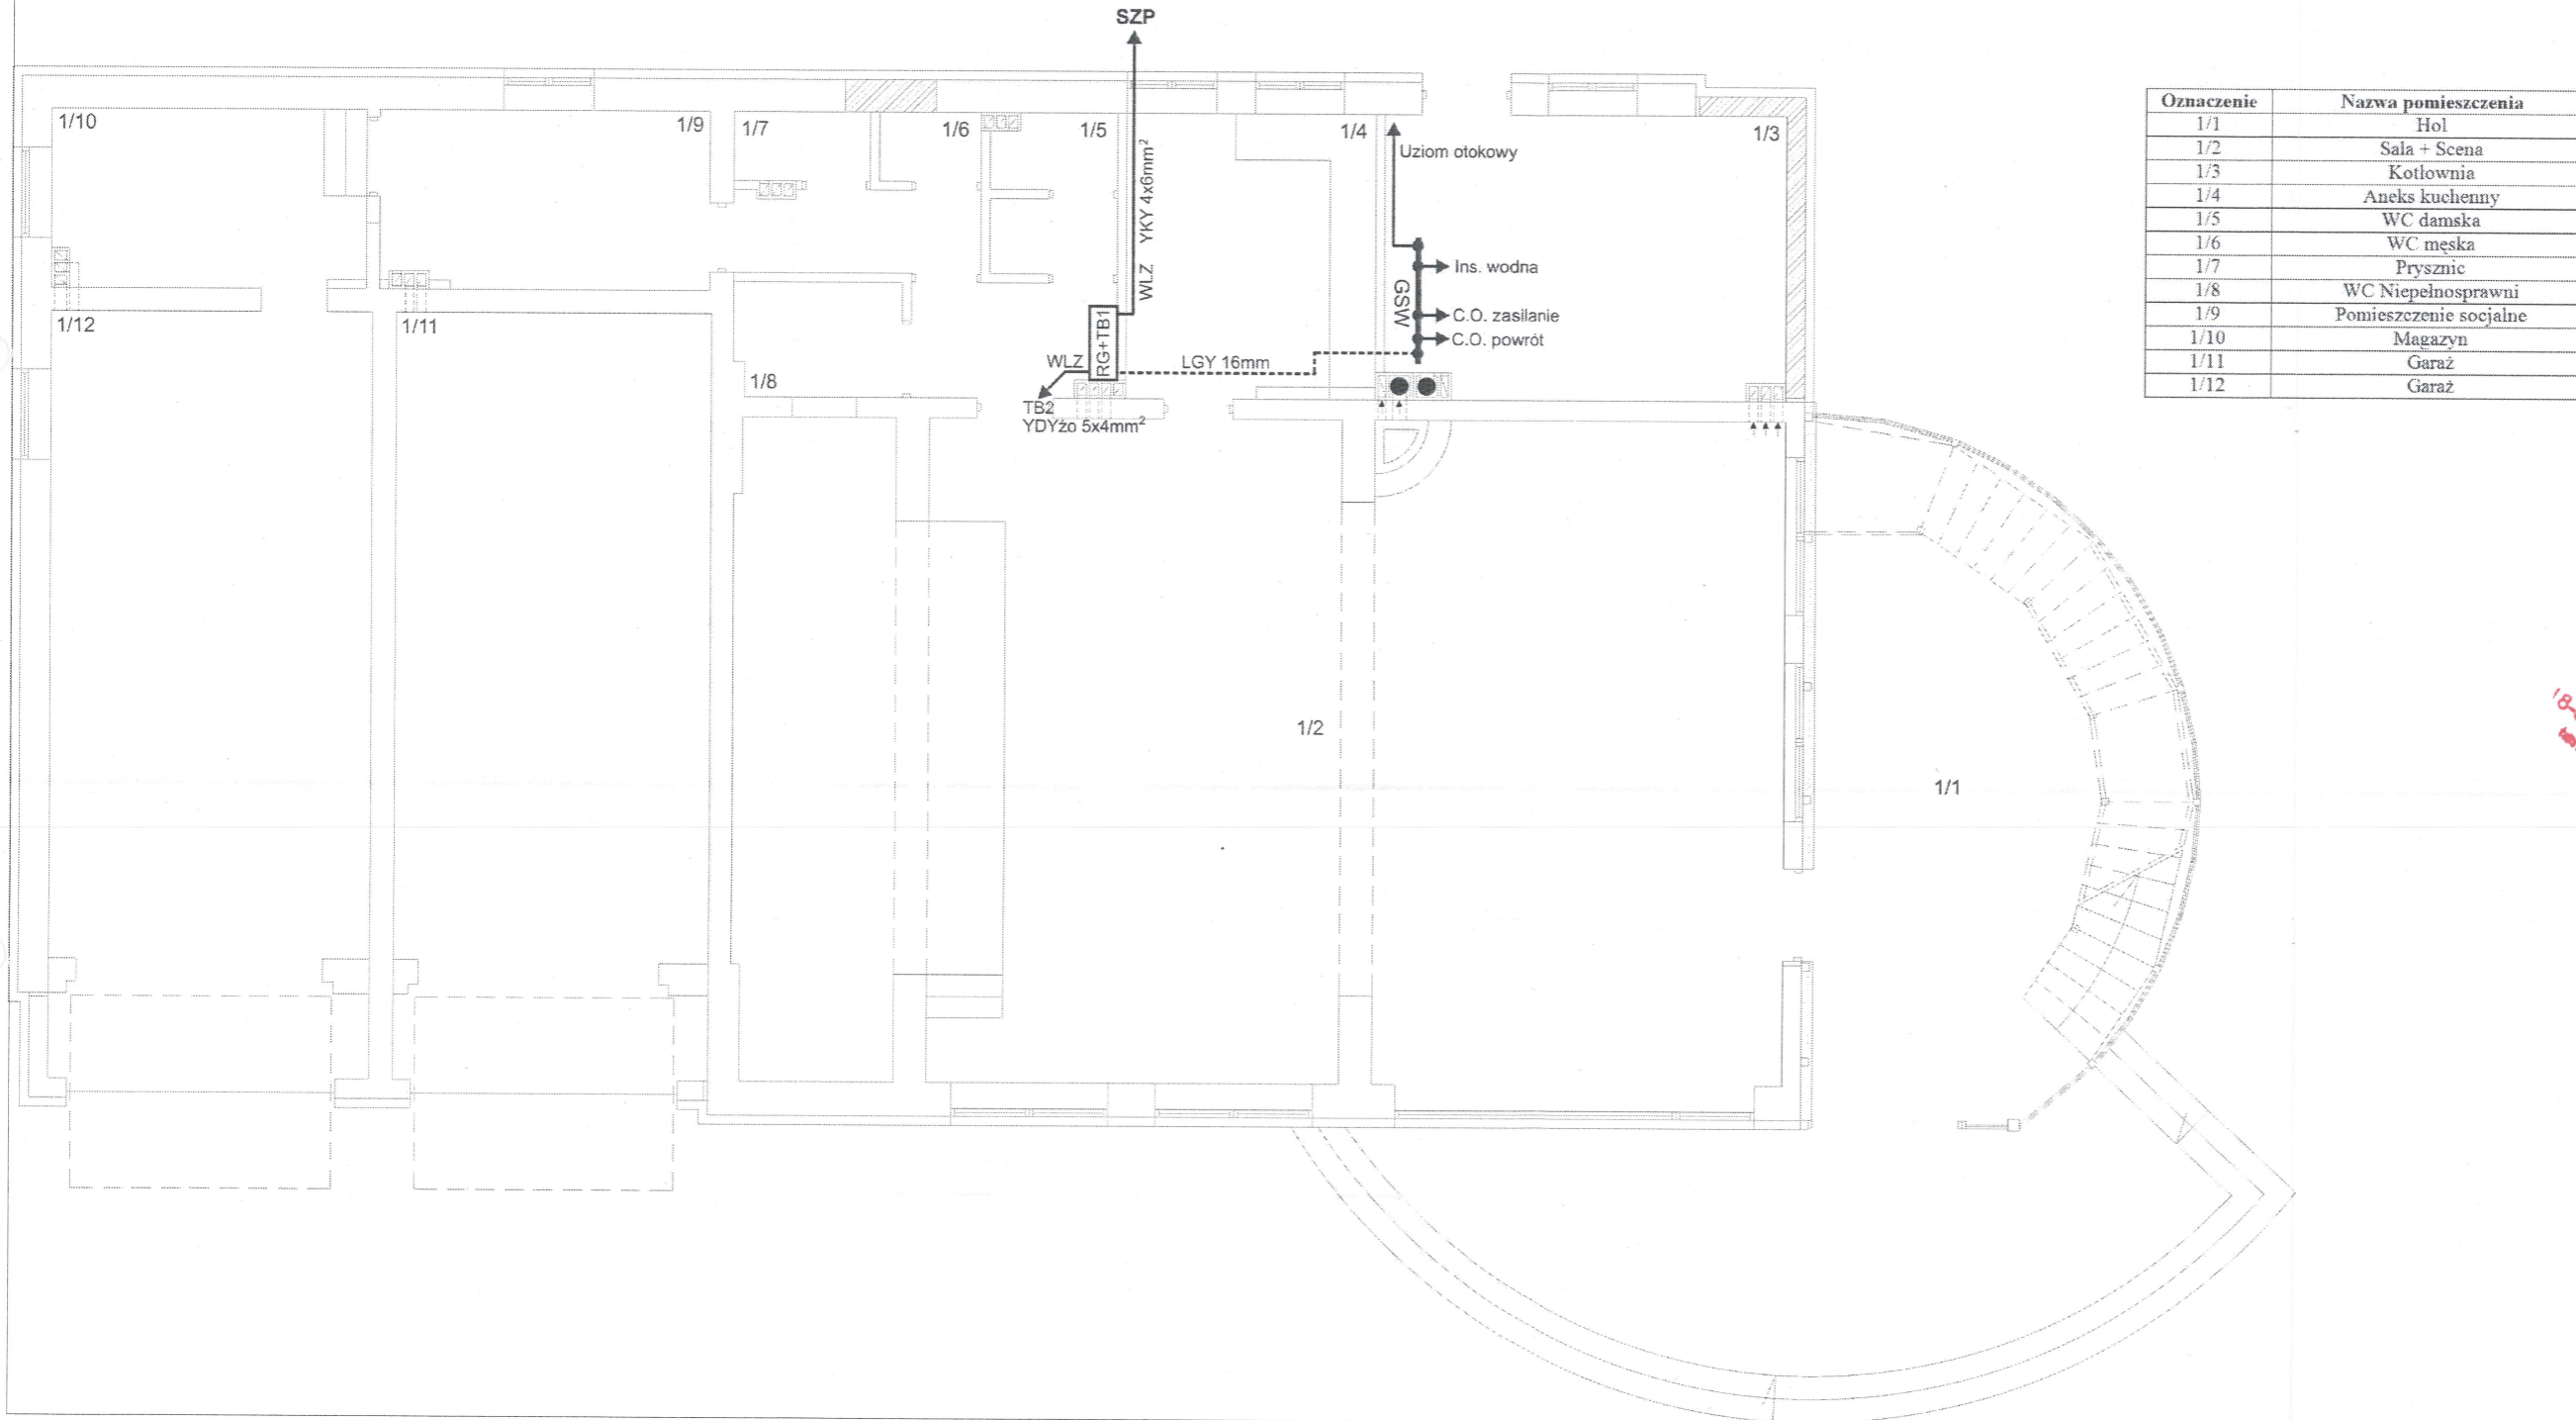 SZP
Oznaczenie Nazwa pomieszczenia
1/1 Hol
1/2 Sala + Scena
1/3 Kotłownia
1/4 Aneks kuchenny
1/5 WC damska
1/6 WC męska
1/7 Prysznic
1/8 WC Niepełnosprawni
1/9 Pomieszczenie socjalne
1/10 Magazyn
1/11 Garaż
1/12 Garaż
1/10
1/9
1/7
1/6
1/5
1/4
1/3
WLZ YKY 4x6mm²
Uziom otokowy
Ins. wodna
GSW
C.O. zasilanie
C.O. powrót
1/12
1/11
RG+TB1
WLZ
LGY 16mm
1/8
TB2
YDYżo 5x4mm²
1/2
1/1